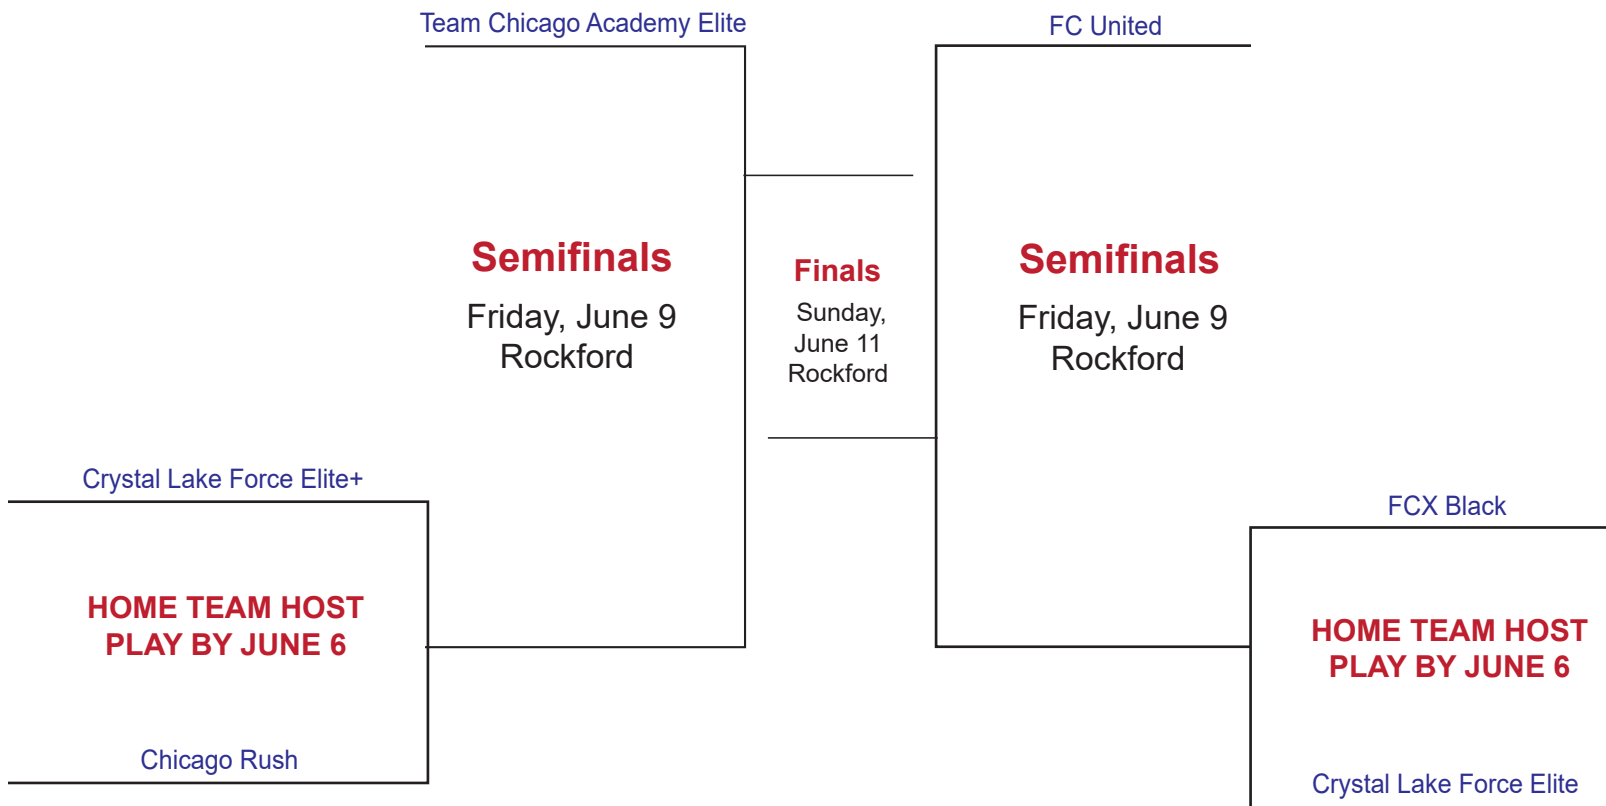 Team Chicago Academy Elite
FC United
Semifinals
Friday, June 9
Rockford
Finals
Sunday,
June 11
Rockford
Semifinals
Friday, June 9
Rockford
Crystal Lake Force Elite+
HOME TEAM HOST
PLAY BY JUNE 6
Chicago Rush
FCX Black
HOME TEAM HOST
PLAY BY JUNE 6
Crystal Lake Force Elite